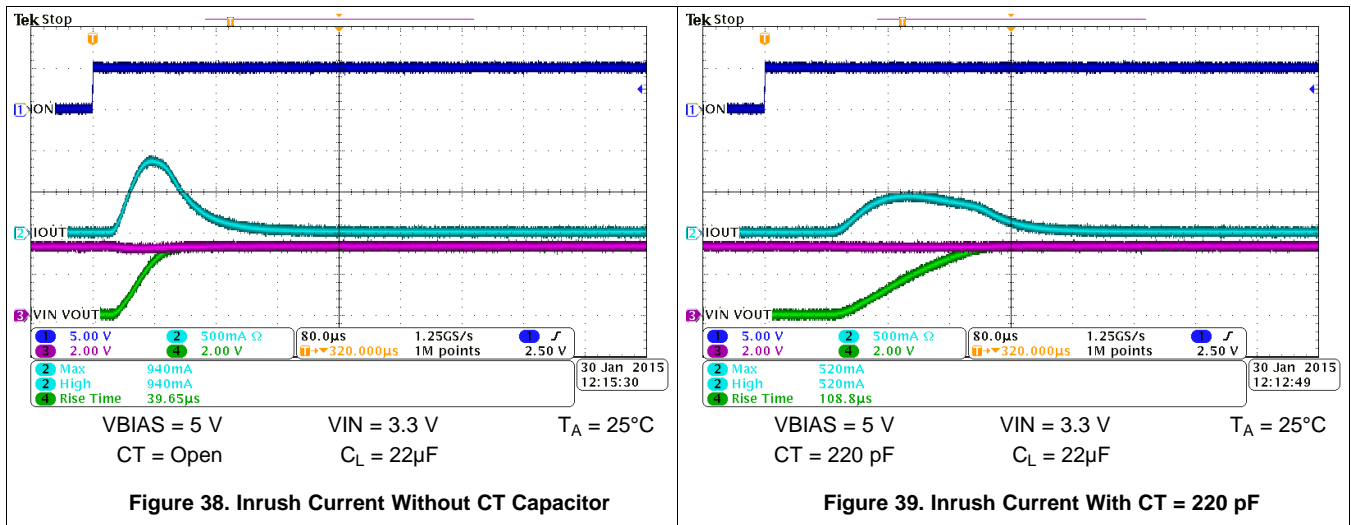 Tek Stop
T
T
1 ON
2 IOUT
3 VIN VOUT
1 5.00 V 2 500mA Ω
3 2.00 V 4 2.00 V
80.0µs 1.25GS/s
T→▼320.000µs 1M points
1 ∫
2.50 V
2 Max 940mA
2 High 940mA
4 Rise Time 39.65µs
30 Jan 2015
12:15:30
VBIAS = 5 V VIN = 3.3 V TA = 25°C
CT = Open CL = 22µF
Figure 38. Inrush Current Without CT Capacitor
Tek Stop
T
T
1 ON
2 IOUT
3 VIN VOUT
1 5.00 V 2 500mA Ω
3 2.00 V 4 2.00 V
80.0µs 1.25GS/s
T→▼320.000µs 1M points
1 ∫
2.50 V
2 Max 520mA
2 High 520mA
4 Rise Time 108.8µs
30 Jan 2015
12:12:49
VBIAS = 5 V VIN = 3.3 V TA = 25°C
CT = 220 pF CL = 22µF
Figure 39. Inrush Current With CT = 220 pF